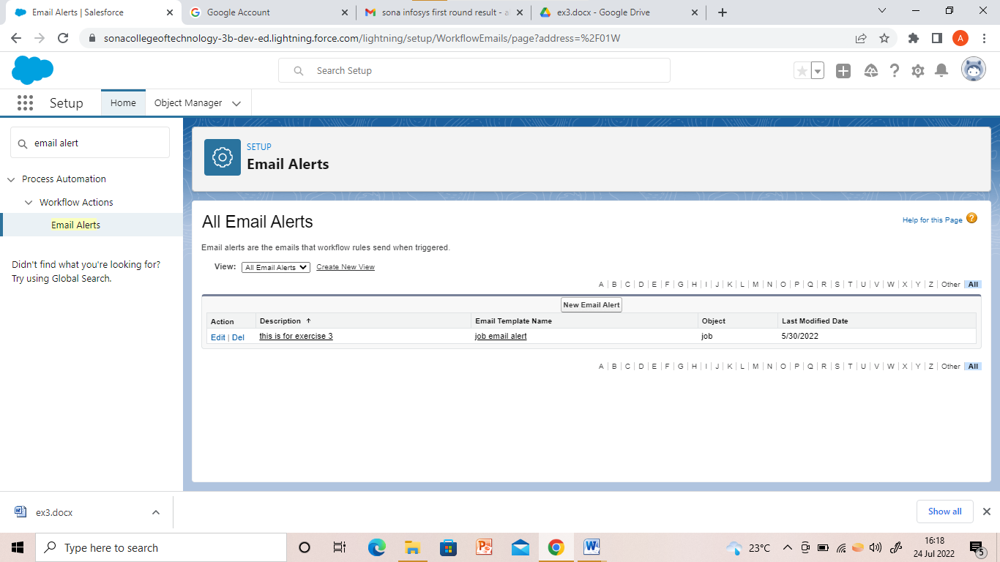 Email Alerts | Salesforce
Google Account
sona infosys first round result - a
ex3.docx - Google Drive
sonacollegeoftechnology-3b-dev-ed.lightning.force.com/lightning/setup/WorkflowEmails/page?address=%2F01W
A
Search Setup
Setup
Home
Object Manager
email alert
Process Automation
Workflow Actions
Email Alerts
Didn't find what you're looking for?
Try using Global Search.
SETUP
Email Alerts
All Email Alerts
Help for this Page ?
Email alerts are the emails that workflow rules send when triggered.
View: All Email Alerts Create New View
A | B | C | D | E | F | G | H | I | J | K | L | M | N | O | P | Q | R | S | T | U | V | W | X | Y | Z | Other | All
New Email Alert
Action Description ↑ Email Template Name Object Last Modified Date
Edit | Del this is for exercise 3 job email alert job 5/30/2022
A | B | C | D | E | F | G | H | I | J | K | L | M | N | O | P | Q | R | S | T | U | V | W | X | Y | Z | Other | All
ex3.docx
Show all
Type here to search
23°C
16:18
24 Jul 2022
5